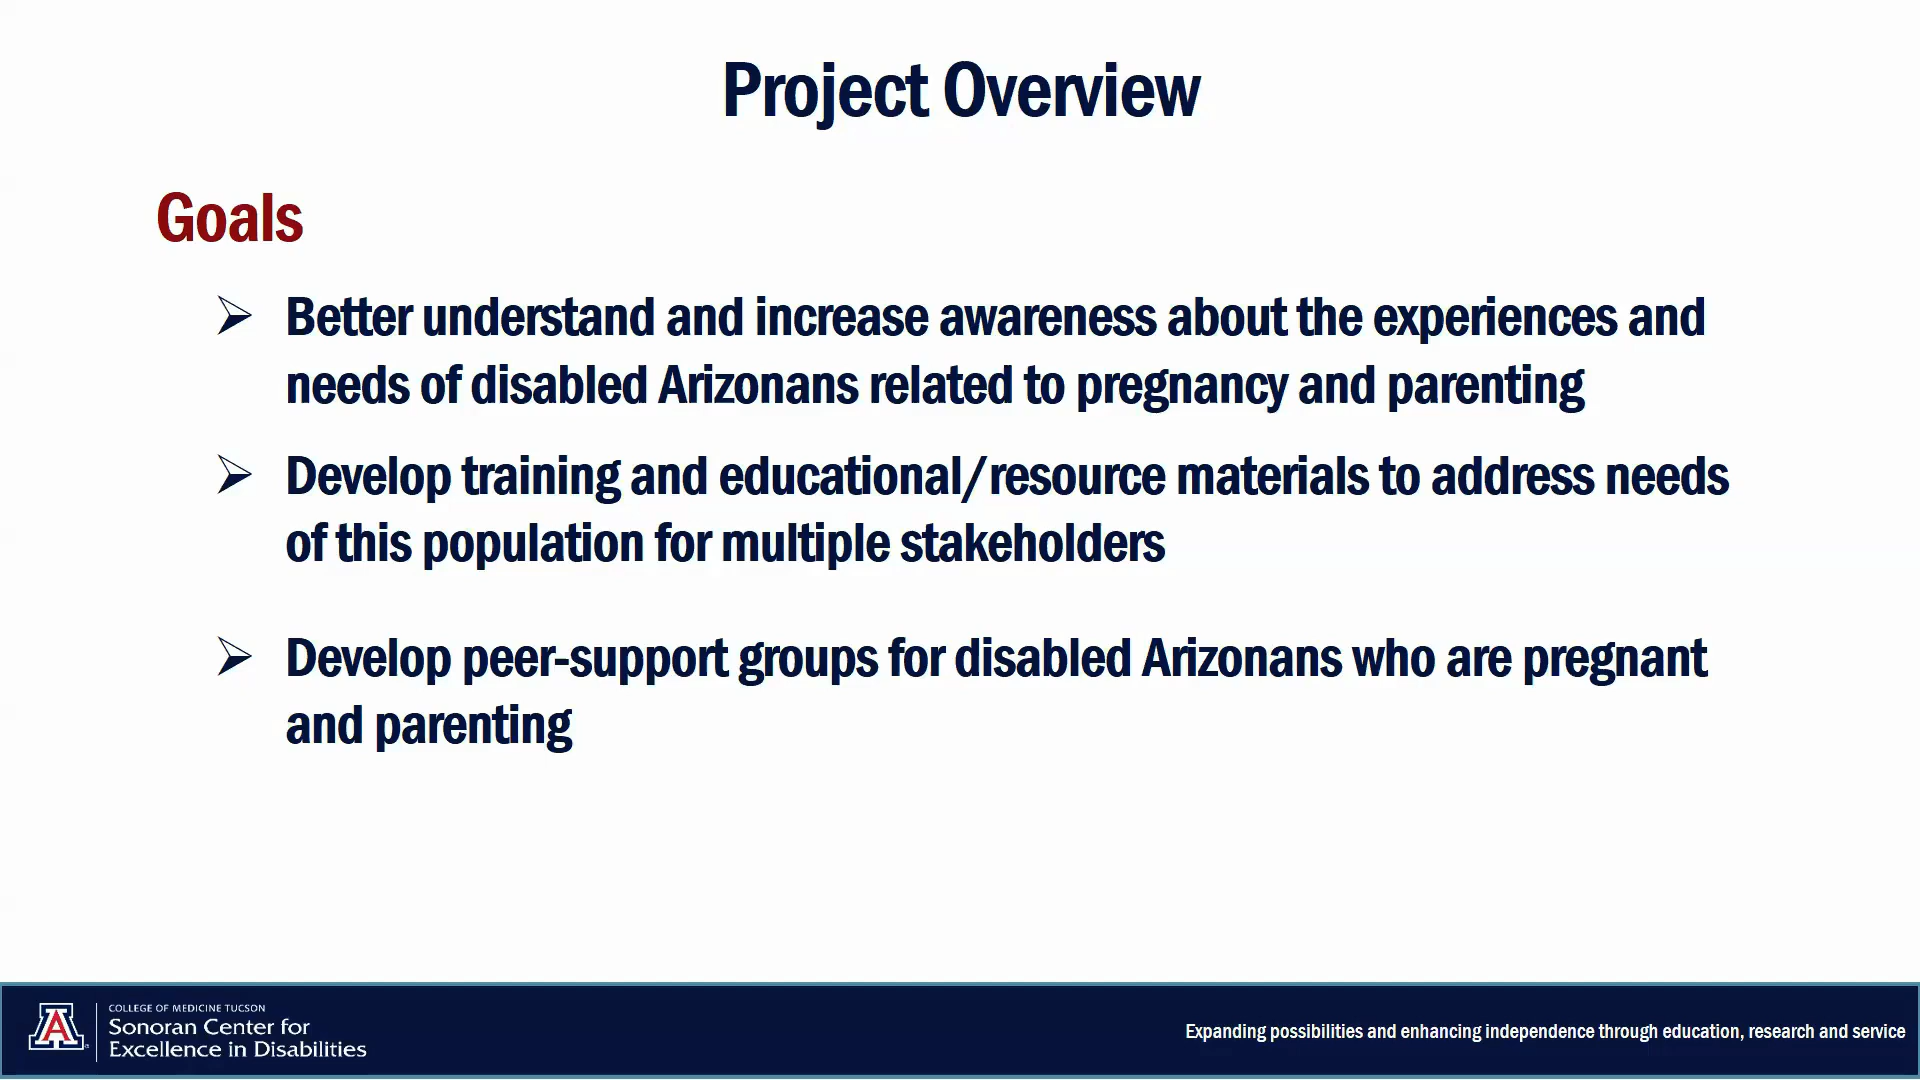 Project Overview
Goals
➢ Better understand and increase awareness about the experiences and
needs of disabled Arizonans related to pregnancy and parenting
➢ Develop training and educational/resource materials to address needs
of this population for multiple stakeholders
➢ Develop peer-support groups for disabled Arizonans who are pregnant
and parenting
A
COLLEGE OF MEDICINE TUCSON
Sonoran Center for
Excellence in Disabilities
Expanding possibilities and enhancing independence through education, research and service